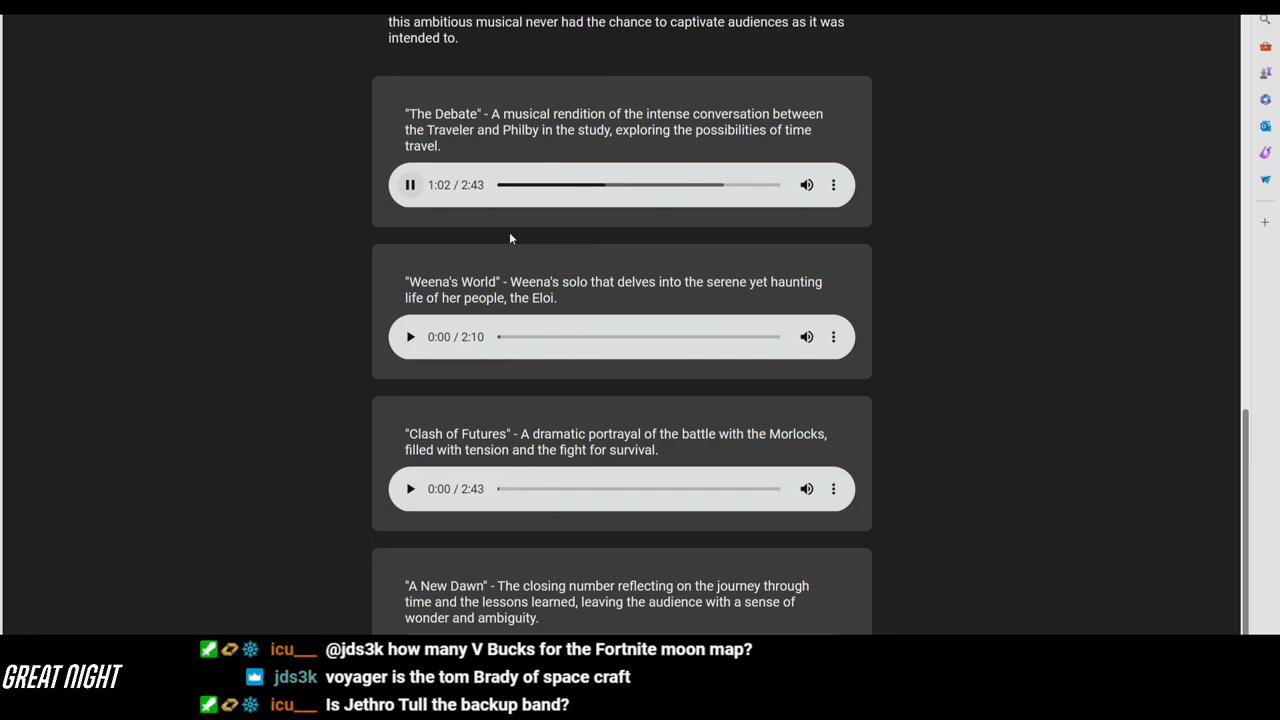 this ambitious musical never had the chance to captivate audiences as it was
intended to.
"The Debate" - A musical rendition of the intense conversation between
the Traveler and Philby in the study, exploring the possibilities of time
travel.
1:02 / 2:43
"Weena's World" - Weena's solo that delves into the serene yet haunting
life of her people, the Eloi.
0:00 / 2:10
"Clash of Futures" - A dramatic portrayal of the battle with the Morlocks,
filled with tension and the fight for survival.
0:00 / 2:43
"A New Dawn" - The closing number reflecting on the journey through
time and the lessons learned, leaving the audience with a sense of
wonder and ambiguity.
GREAT NIGHT
icu___ @jds3k how many V Bucks for the Fortnite moon map?
jds3k voyager is the tom Brady of space craft
icu___ Is Jethro Tull the backup band?